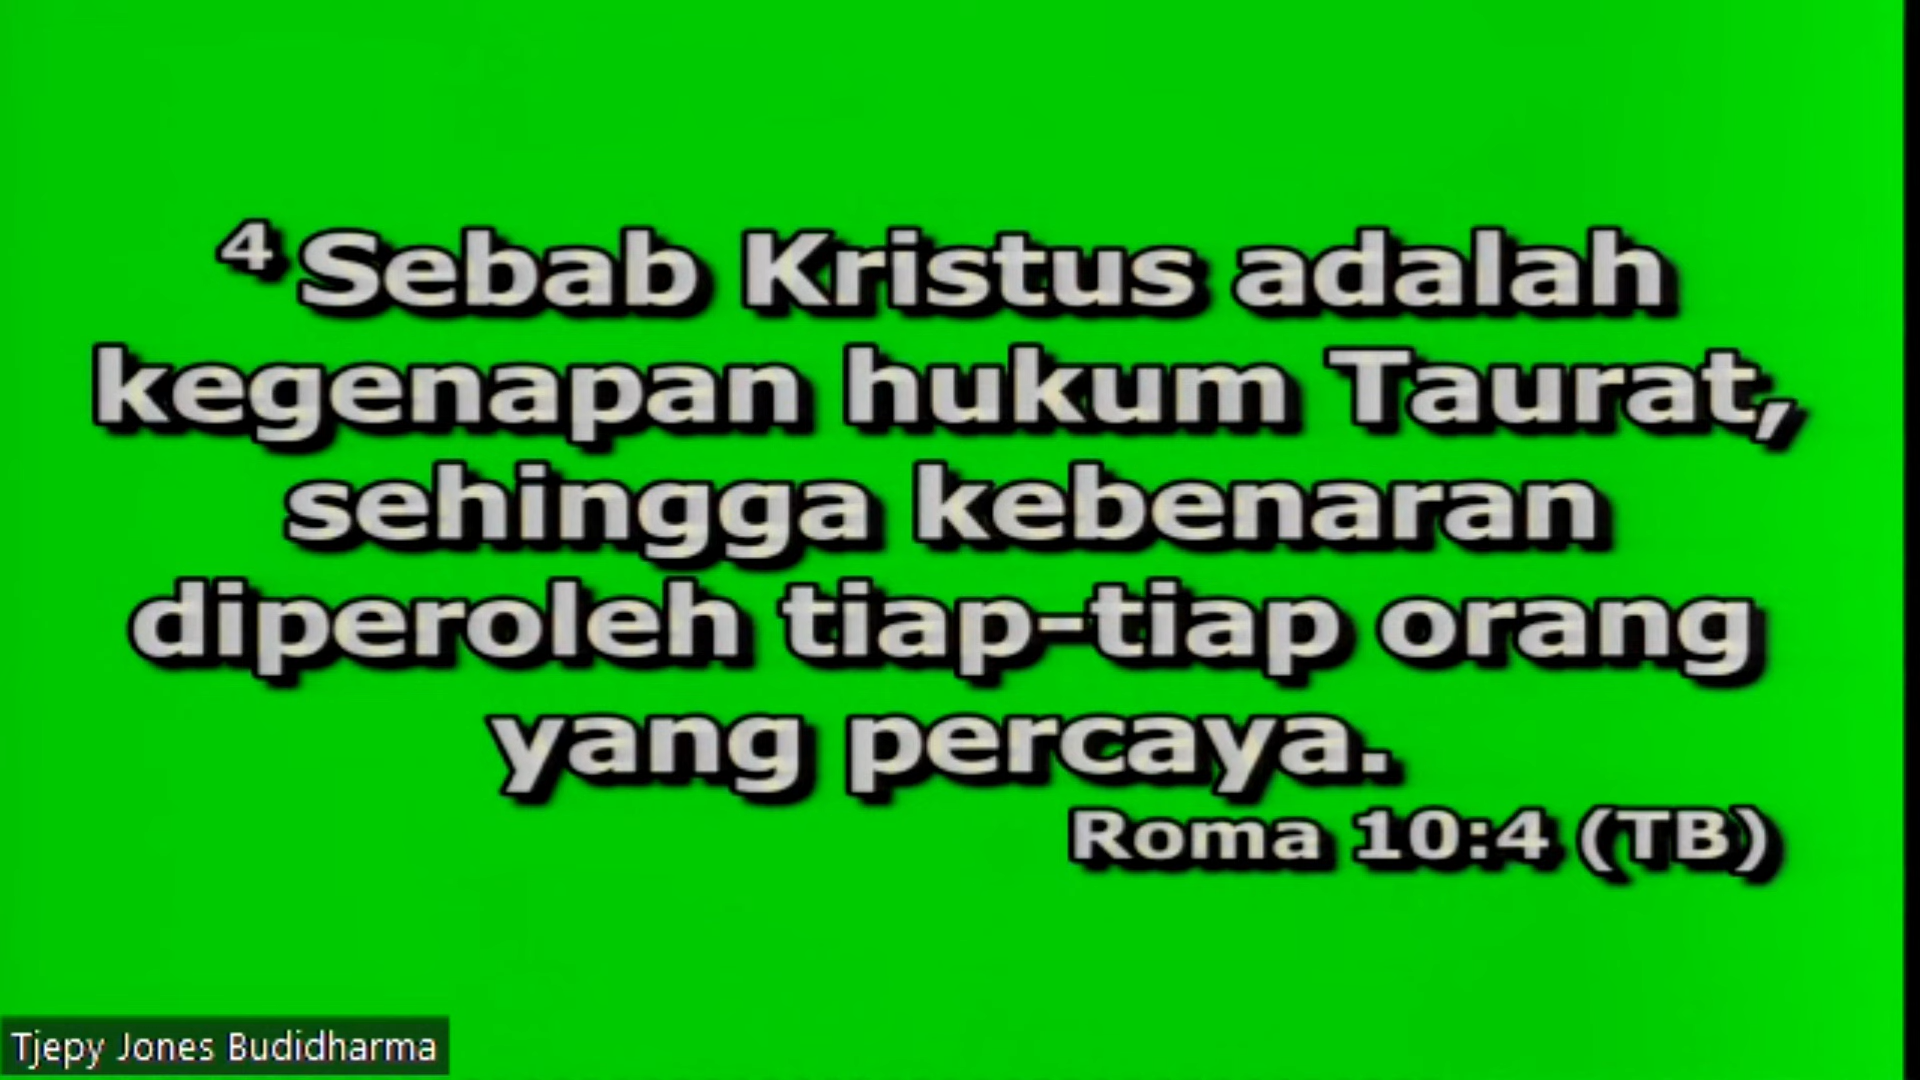 4 Sebab Kristus adalah
kegenapan hukum Taurat,
sehingga kebenaran
diperoleh tiap-tiap orang
yang percaya.
Roma 10:4 (TB)
Tjepy Jones Budidharma